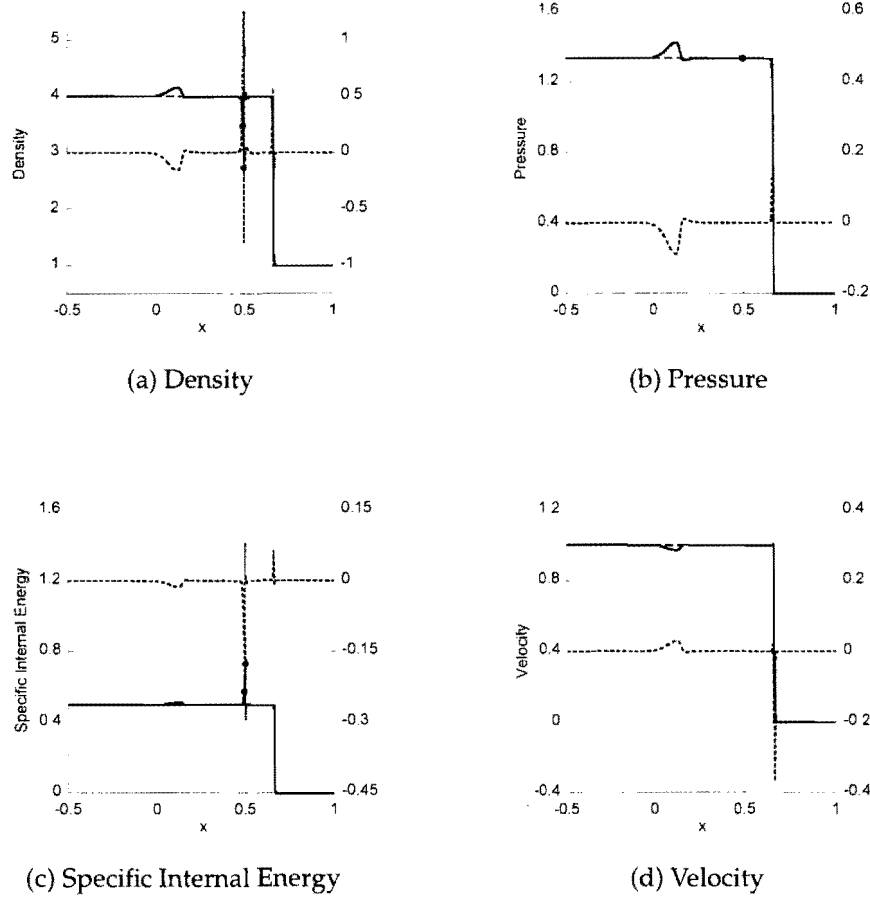 5
4
3
2
1
1
0.5
0
-0.5
-1
Density
-0.5 0 0.5 1
x
(a) Density
1.6
1.2
0.8
0.4
0
0.6
0.4
0.2
0
-0.2
Pressure
-0.5 0 0.5 1
x
(b) Pressure
1.6
1.2
0.8
0.4
0
0.15
0
-0.15
-0.3
-0.45
Specific Internal Energy
-0.5 0 0.5 1
x
(c) Specific Internal Energy
1.2
0.8
0.4
0
-0.4
0.4
0.2
0
-0.2
-0.4
Velocity
-0.5 0 0.5 1
x
(d) Velocity